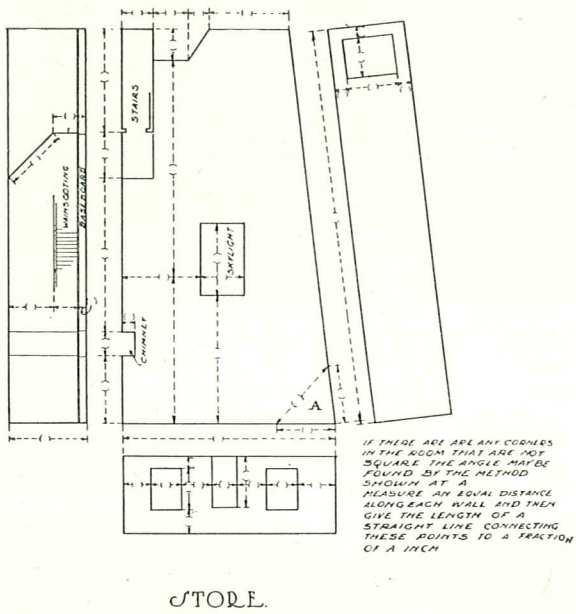 STAIRS
WAINSCOTING
BASEBOARD
SKYLIGHT
CHIMNEY
A
IF THERE ARE ARE ANY CORNERS
IN THE ROOM THAT ARE NOT
SQUARE THE ANGLE MAY BE
FOUND BY THE METHOD
SHOWN AT A
MEASURE AN EQUAL DISTANCE
ALONG EACH WALL AND THEN
GIVE THE LENGTH OF A
STRAIGHT LINE CONNECTING
THESE POINTS TO A FRACTION
OF A INCH
STORE.